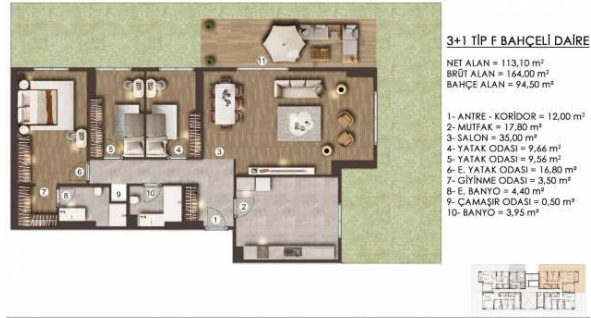 3+1 TİP F BAHÇELİ DAİRE
NET ALAN = 113,10 m²
BRÜT ALAN = 164,00 m²
BAHÇE ALAN = 94,50 m²
1- ANTRE - KORİDOR = 12,00 m²
2- MUTFAK = 17,80 m²
3- SALON = 35,00 m²
4- YATAK ODASI = 9,66 m²
5- YATAK ODASI = 9,56 m²
6- E. YATAK ODASI = 16,80 m²
7- GİYİNME ODASI = 3,50 m²
8- E. BANYO = 4,40 m²
9- ÇAMAŞIR ODASI = 0,50 m²
10- BANYO = 3,95 m²
11
5
4
3
6
7
8
9
10
2
1